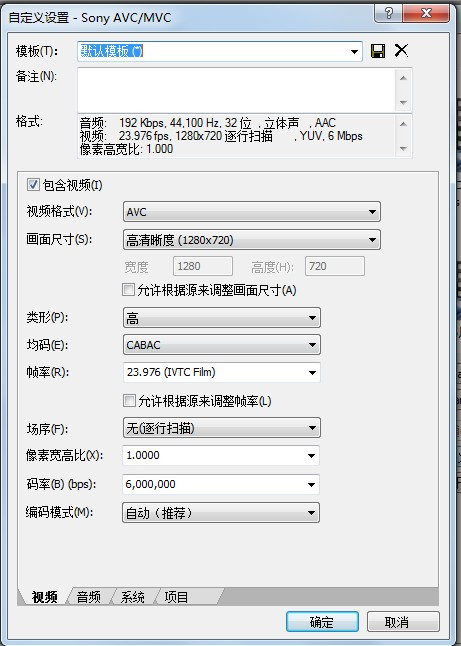 自定义设置 - Sony AVC/MVC
模板(T): 默认模板 (*)
备注(N):
格式: 音频: 192 Kbps, 44,100 Hz, 32 位 , 立体声 , AAC
视频: 23.976 fps, 1280x720 逐行扫描 , YUV, 6 Mbps
像素高宽比: 1.000
包含视频(I)
视频格式(V): AVC
画面尺寸(S): 高清晰度 (1280x720)
宽度 1280 高度(H): 720
允许根据源来调整画面尺寸(A)
类形(P): 高
均码(E): CABAC
帧率(R): 23.976 (IVTC Film)
允许根据源来调整帧率(L)
场序(F): 无(逐行扫描)
像素宽高比(X): 1.0000
码率(B) (bps): 6,000,000
编码模式(M): 自动（推荐）
视频 音频 系统 项目
确定 取消